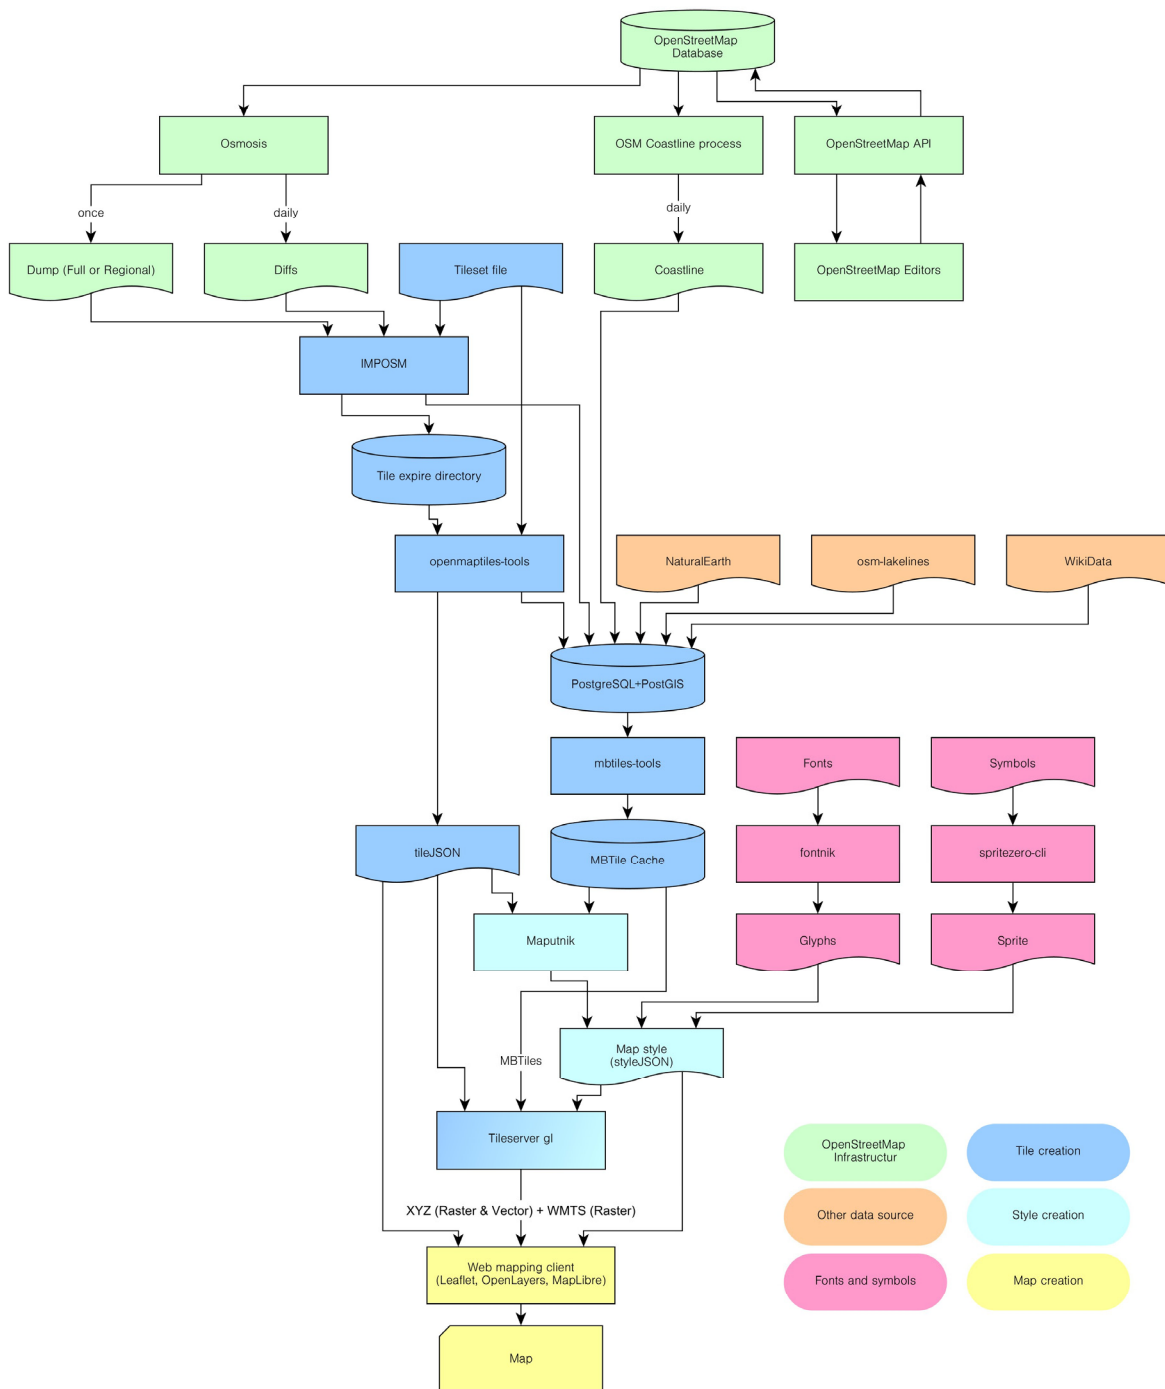 OpenStreetMap
Database
Osmosis
OSM Coastline process
OpenStreetMap API
once
daily
daily
Dump (Full or Regional)
Diffs
Tileset file
Coastline
OpenStreetMap Editors
IMPOSM
Tile expire directory
openmaptiles-tools
NaturalEarth
osm-lakelines
WikiData
PostgreSQL+PostGIS
mbtiles-tools
Fonts
Symbols
tileJSON
MBTile Cache
fontnik
spritezero-cli
Maputnik
Glyphs
Sprite
MBTiles
Map style
(styleJSON)
Tileserver gl
XYZ (Raster & Vector) + WMTS (Raster)
Web mapping client
(Leaflet, OpenLayers, MapLibre)
Map
OpenStreetMap
Infrastructur
Tile creation
Other data source
Style creation
Fonts and symbols
Map creation